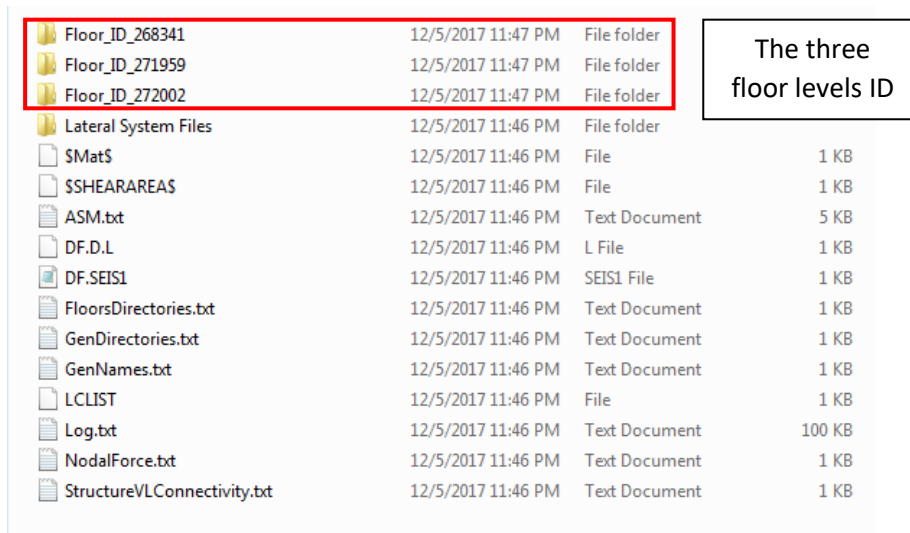 Floor_ID_268341 12/5/2017 11:47 PM File folder
Floor_ID_271959 12/5/2017 11:47 PM File folder
Floor_ID_272002 12/5/2017 11:47 PM File folder
The three
floor levels ID
Lateral System Files 12/5/2017 11:46 PM File folder
$Mat$ 12/5/2017 11:46 PM File 1 KB
$SHEARAREA$ 12/5/2017 11:46 PM File 1 KB
ASM.txt 12/5/2017 11:46 PM Text Document 5 KB
DF.D.L 12/5/2017 11:46 PM L File 1 KB
DF.SEIS1 12/5/2017 11:46 PM SEIS1 File 1 KB
FloorsDirectories.txt 12/5/2017 11:46 PM Text Document 1 KB
GenDirectories.txt 12/5/2017 11:46 PM Text Document 1 KB
GenNames.txt 12/5/2017 11:46 PM Text Document 1 KB
LCLIST 12/5/2017 11:46 PM File 1 KB
Log.txt 12/5/2017 11:46 PM Text Document 100 KB
NodalForce.txt 12/5/2017 11:46 PM Text Document 1 KB
StructureVLConnectivity.txt 12/5/2017 11:46 PM Text Document 1 KB